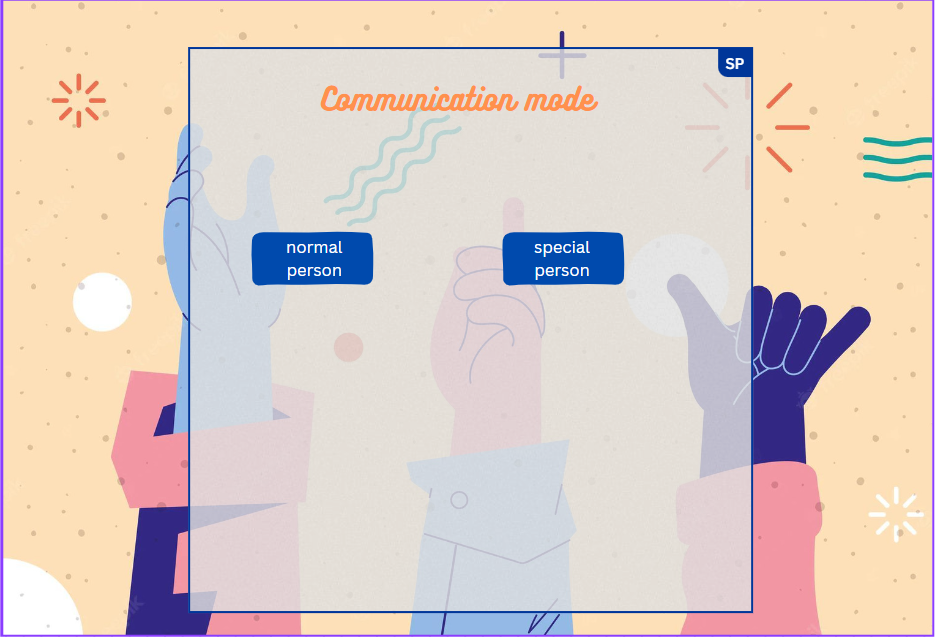 SP
Communication mode
normal
person
special
person